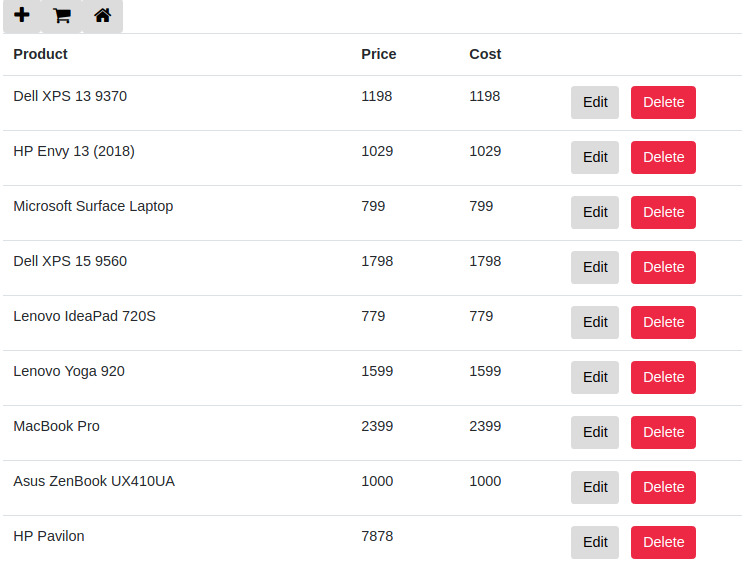 Product Price Cost
Dell XPS 13 9370 1198 1198 Edit Delete
HP Envy 13 (2018) 1029 1029 Edit Delete
Microsoft Surface Laptop 799 799 Edit Delete
Dell XPS 15 9560 1798 1798 Edit Delete
Lenovo IdeaPad 720S 779 779 Edit Delete
Lenovo Yoga 920 1599 1599 Edit Delete
MacBook Pro 2399 2399 Edit Delete
Asus ZenBook UX410UA 1000 1000 Edit Delete
HP Pavilon 7878 Edit Delete